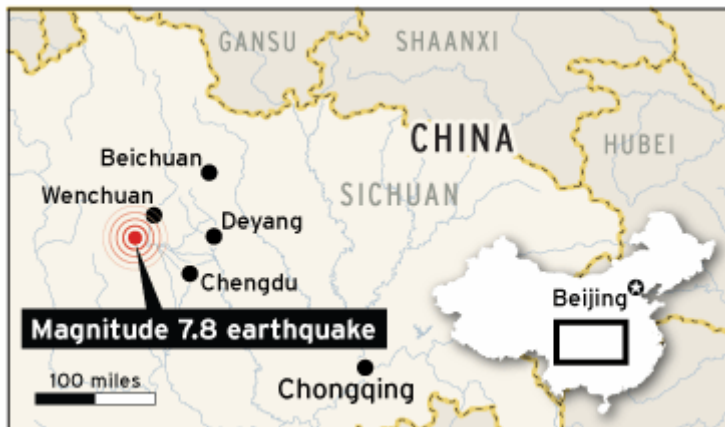 GANSU
SHAANXI
CHINA
HUBEI
Beichuan
SICHUAN
Wenchuan
Deyang
Chengdu
Beijing
Magnitude 7.8 earthquake
100 miles
Chongqing